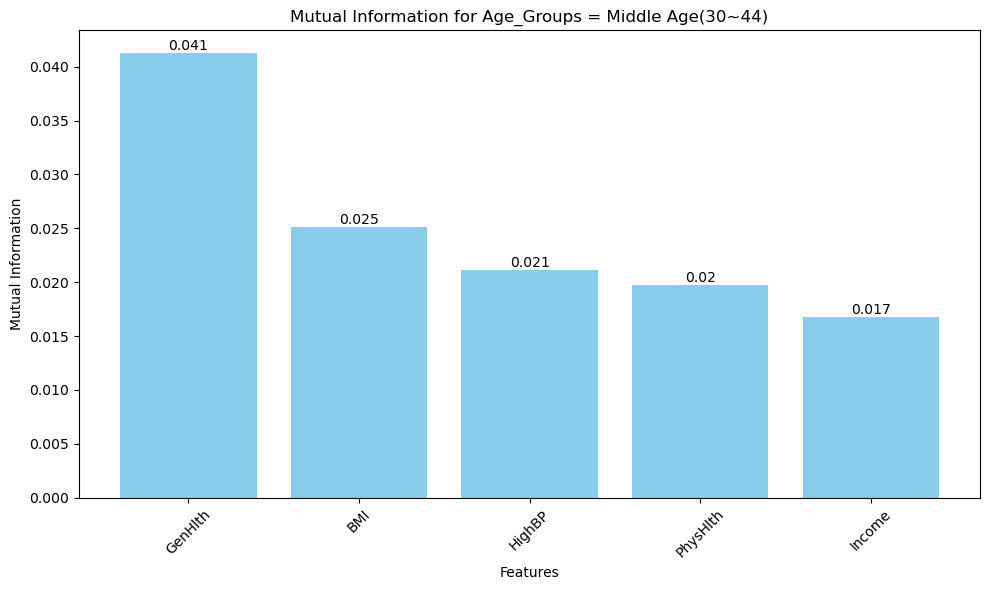 Mutual Information for Age_Groups = Middle Age(30~44)
Mutual Information
0.040
0.035
0.030
0.025
0.020
0.015
0.010
0.005
0.000
0.041
0.025
0.021
0.02
0.017
GenHlth
BMI
HighBP
PhysHlth
Income
Features